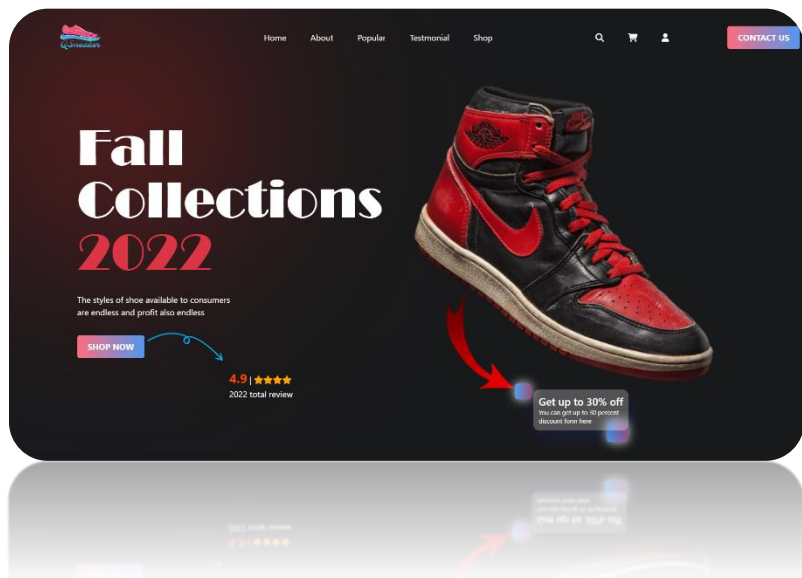 QSneaker
Home About Popular Testmonial Shop
CONTACT US
Fall
Collections
2022
The styles of shoe available to consumers
are endless and profit also endless
SHOP NOW
4.9 |
2022 total review
Get up to 30% off
You can get up to 30 percent
discount form here